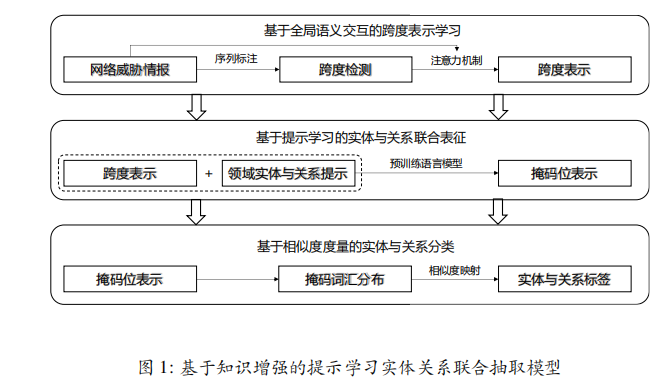 基于全局语义交互的跨度表示学习
网络威胁情报
序列标注
跨度检测
注意力机制
跨度表示
基于提示学习的实体与关系联合表征
跨度表示
+
领域实体与关系提示
预训练语言模型
掩码位表示
基于相似度度量的实体与关系分类
掩码位表示
掩码词汇分布
相似度映射
实体与关系标签
图 1: 基于知识增强的提示学习实体关系联合抽取模型